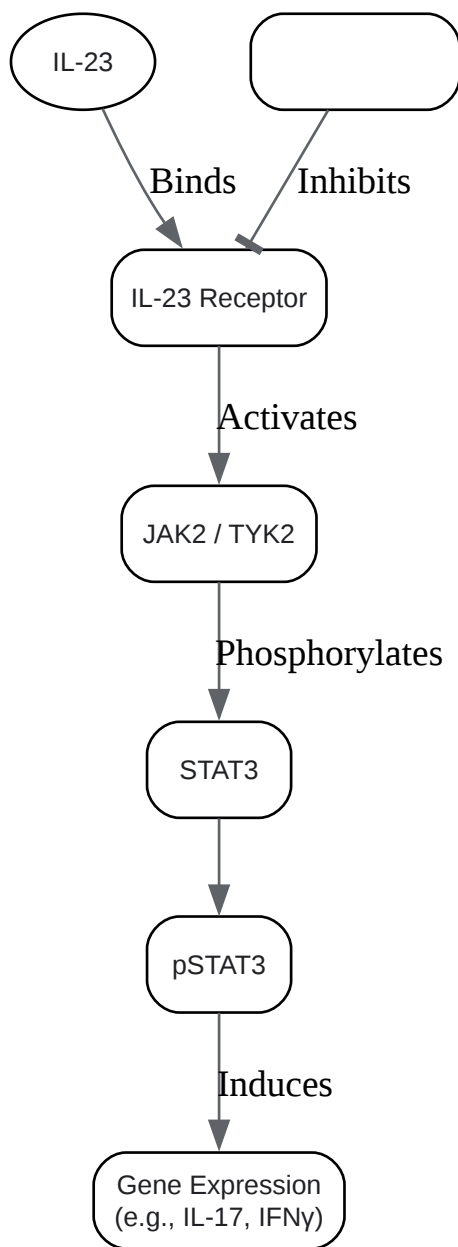 IL-23
Binds
Inhibits
IL-23 Receptor
Activates
JAK2 / TYK2
Phosphorylates
STAT3
pSTAT3
Induces
Gene Expression
(e.g., IL-17, IFNγ)